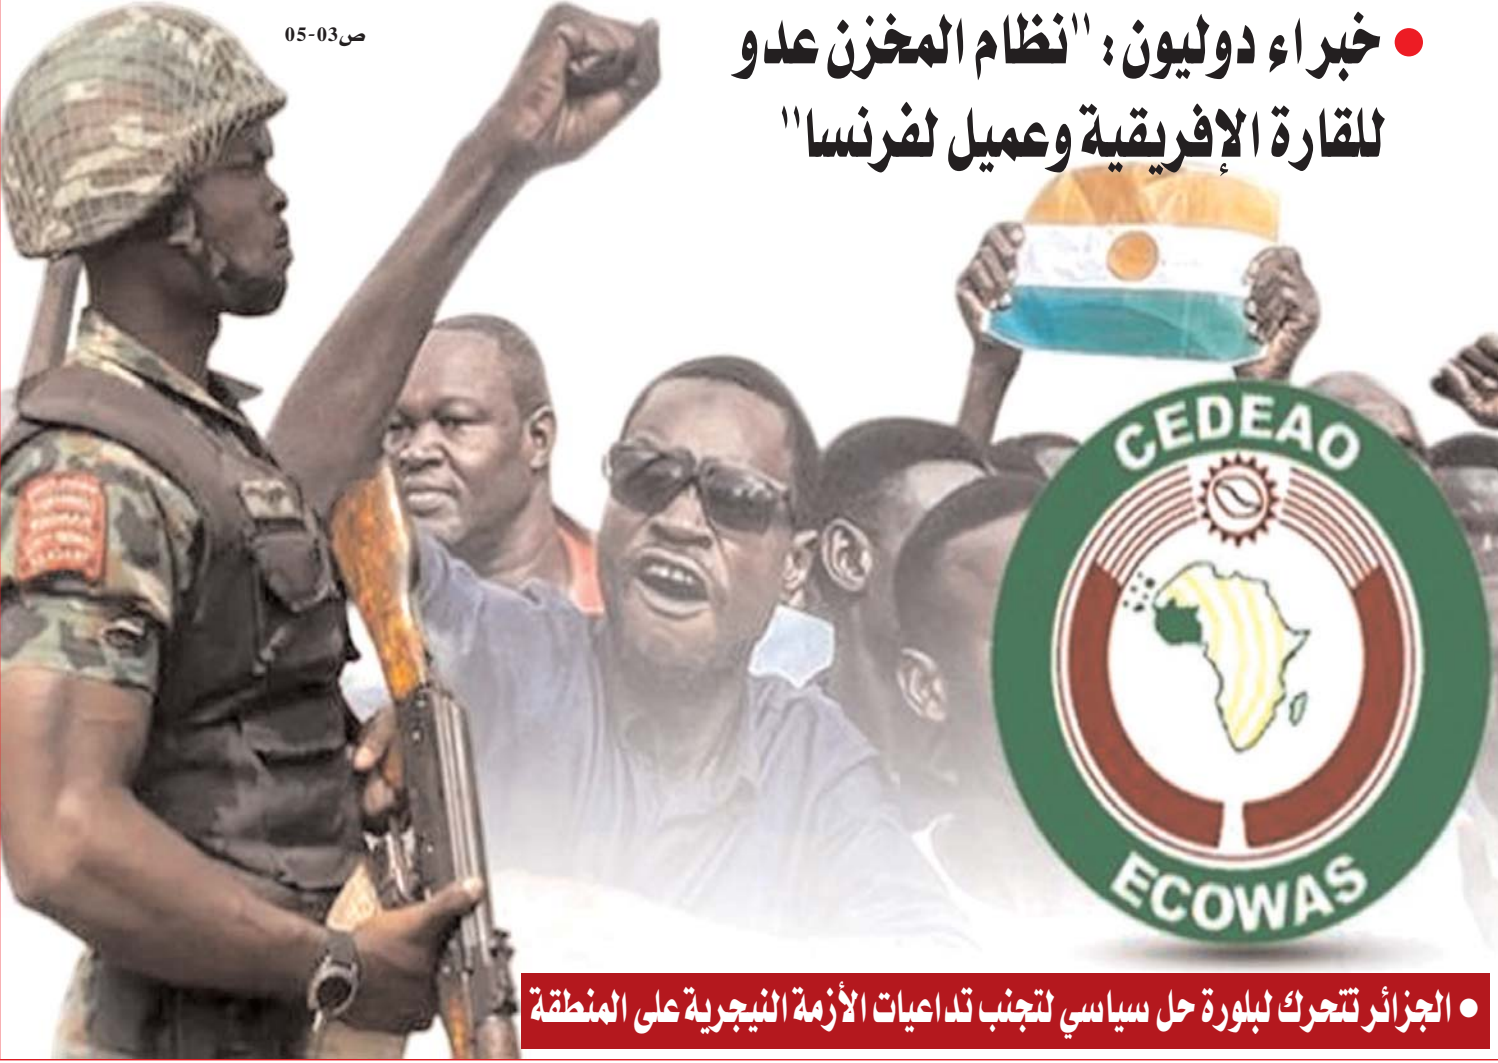 ص03-05
• خبراء دوليون: "نظام المخزن عدو
للقارة الإفريقية وعميل لفرنسا"
CEDEAO
ECOWAS
• الجزائر تتحرك لبلورة حل سياسي لتجنب تداعيات الأزمة النيجرية على المنطقة